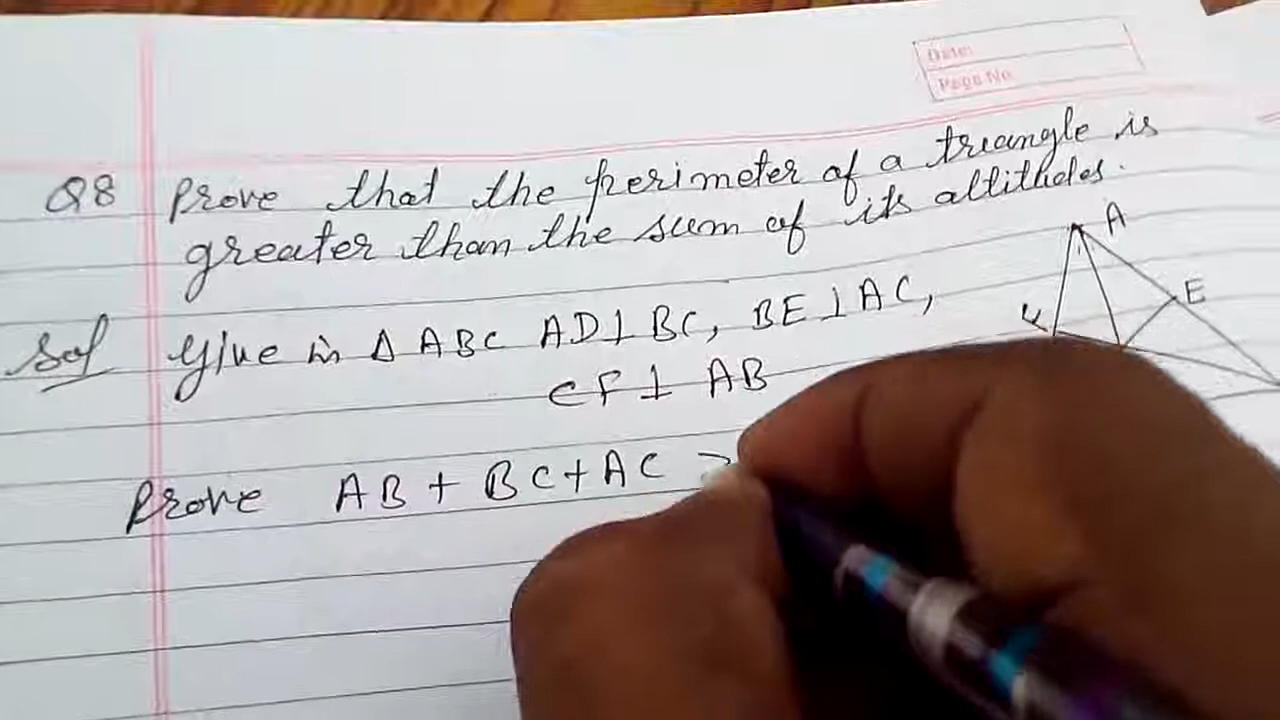 Date:
Page No.
Q8 Prove that the perimeter of a triangle is
greater than the sum of its altitudes.
Sol Give in Δ ABC AD⊥BC, BE⊥AC,
CF⊥ AB
Prove AB + BC+AC >
A
E